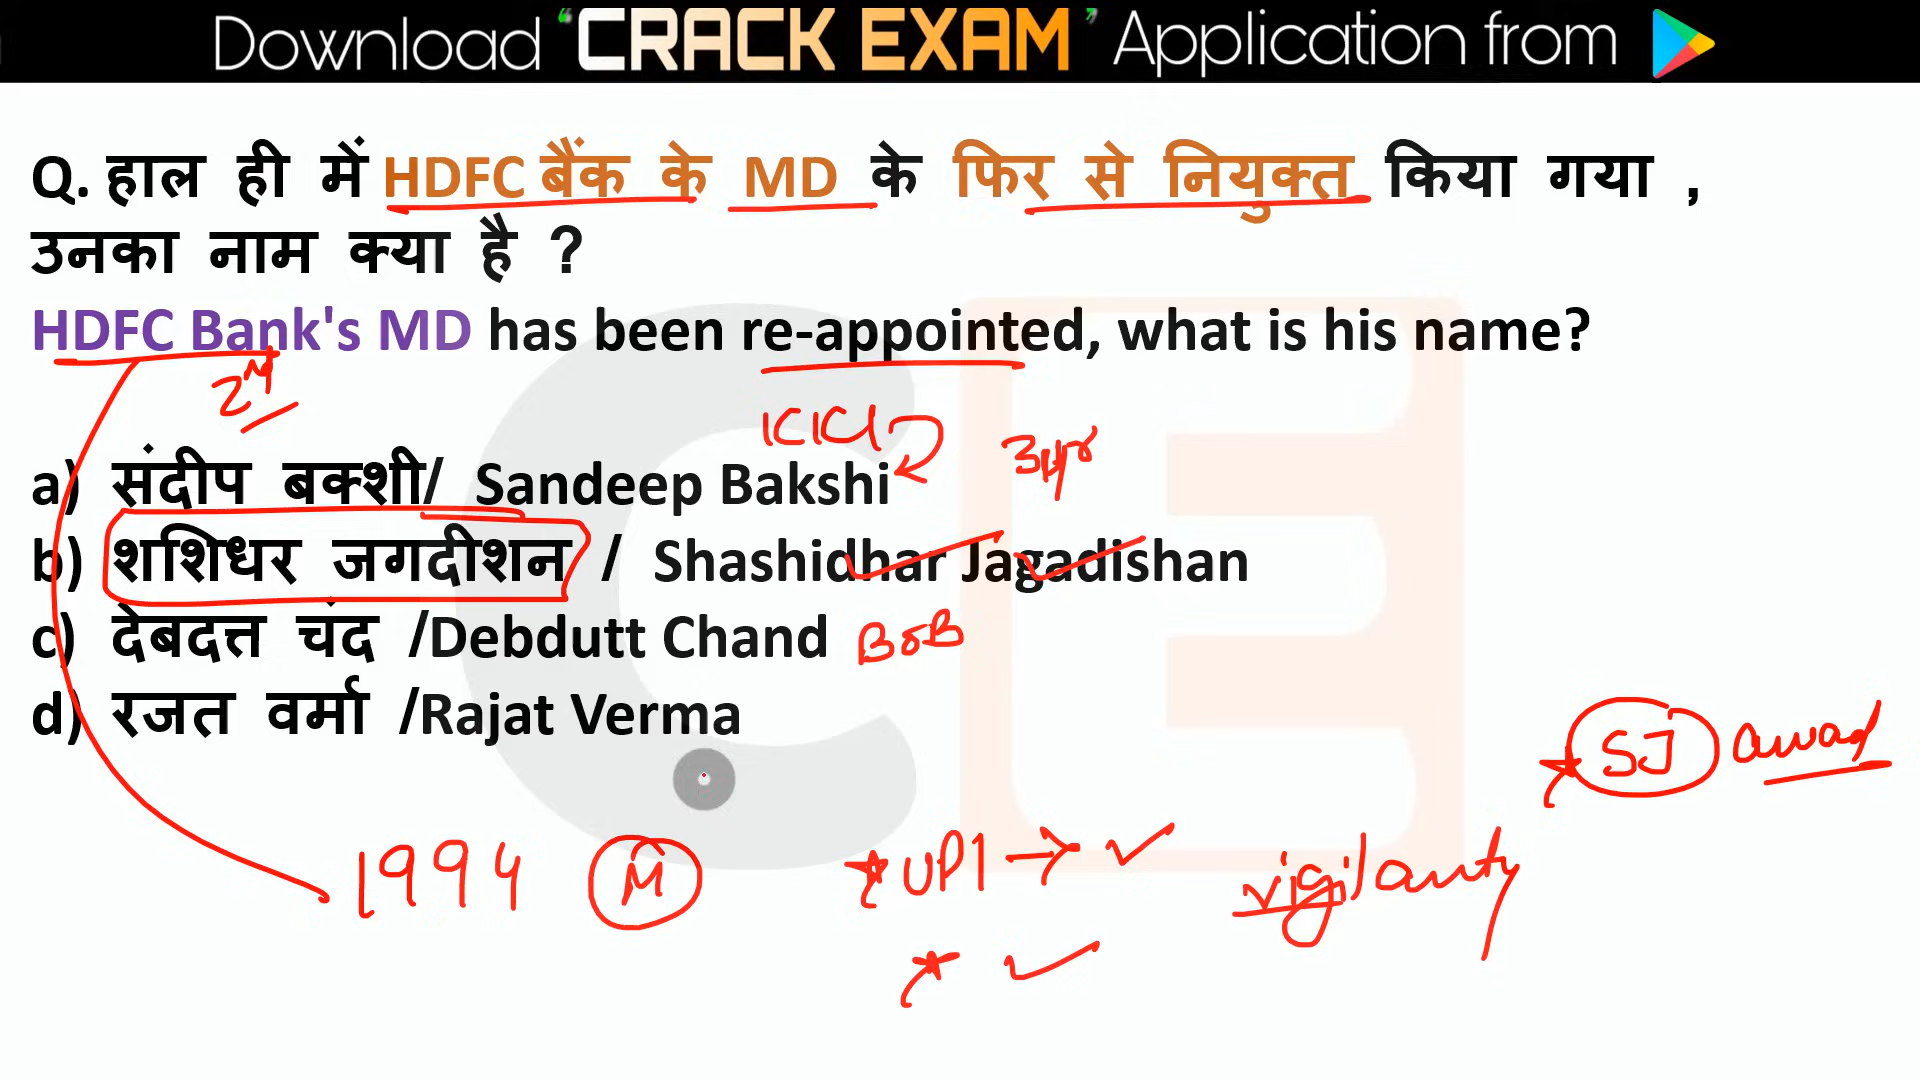 Download “CRACK EXAM” Application from
Q. हाल ही में HDFC बैंक के MD के फिर से नियुक्त किया गया ,
उनका नाम क्या है ?
HDFC Bank's MD has been re-appointed, what is his name?
2nd
ICICI
3yr
a) संदीप बक्शी/ Sandeep Bakshi
b) शशिधर जगदीशन / Shashidhar Jagadishan
c) देबदत्त चंद /Debdutt Chand BOB
d) रजत वर्मा /Rajat Verma
SJ
1994 M UPI → vigilanty
CE